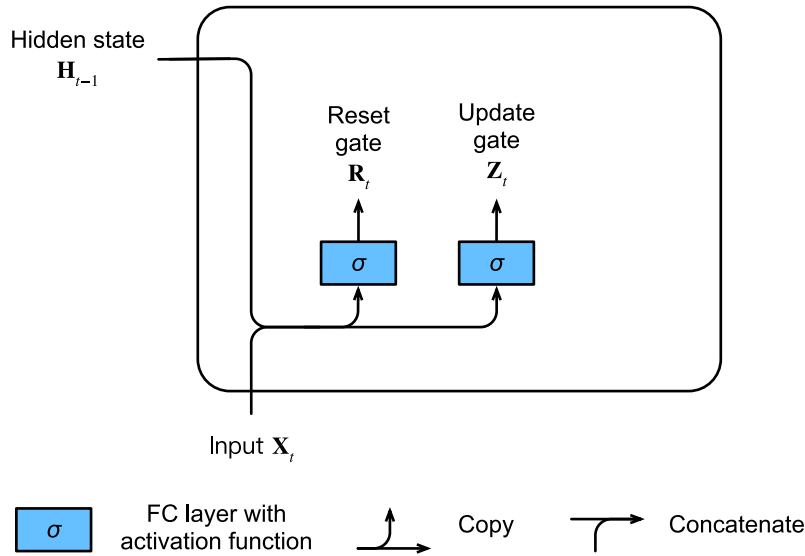 Hidden state
H_{t−1}
Reset
gate
R_t
Update
gate
Z_t
σ
σ
Input X_t
σ
FC layer with
activation function
Copy
Concatenate